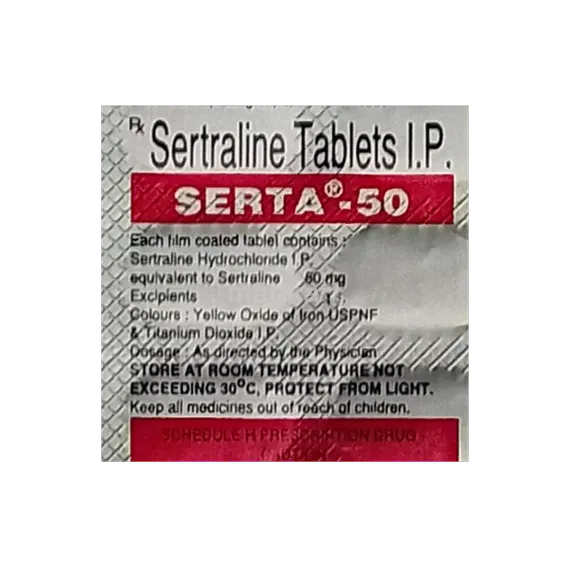 Rx Sertraline Tablets I.P.
SERTA®-50
Each film coated tablet contains :
Sertraline Hydrochloride I.P.
equivalent to Sertraline mg
Excipients
Colours : Yellow Oxide of Iron USPNF
& Titanium Dioxide I.P.
Dosage : As directed by the Physician
STORE AT ROOM TEMPERATURE NOT
EXCEEDING 30°C, PROTECT FROM LIGHT.
Keep all medicines out of reach of children.
SCHEDULE H PRESCRIPTION DRUG -
CAUTION